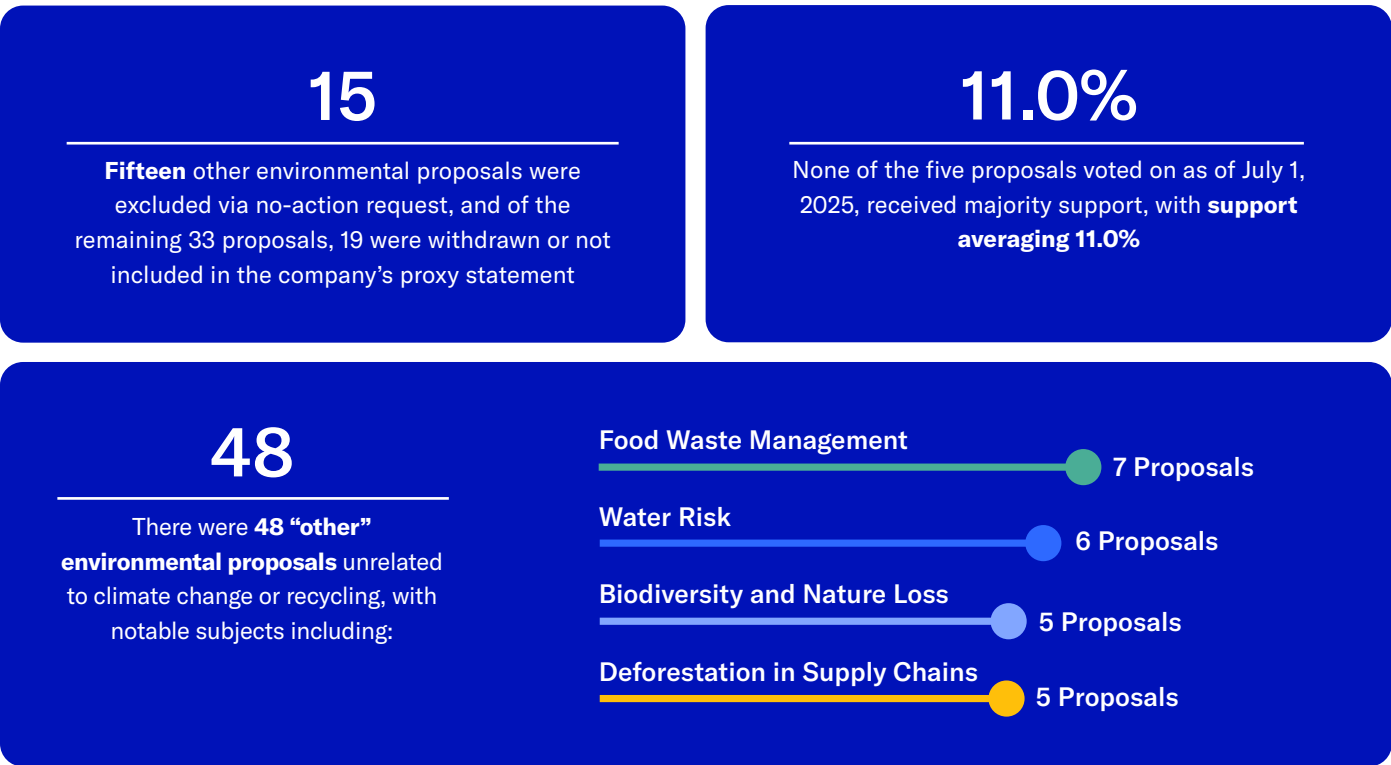 15
Fifteen other environmental proposals were
excluded via no-action request, and of the
remaining 33 proposals, 19 were withdrawn or not
included in the company’s proxy statement
11.0%
None of the five proposals voted on as of July 1,
2025, received majority support, with support
averaging 11.0%
48
There were 48 “other”
environmental proposals unrelated
to climate change or recycling, with
notable subjects including:
Food Waste Management
7 Proposals
Water Risk
6 Proposals
Biodiversity and Nature Loss
5 Proposals
Deforestation in Supply Chains
5 Proposals